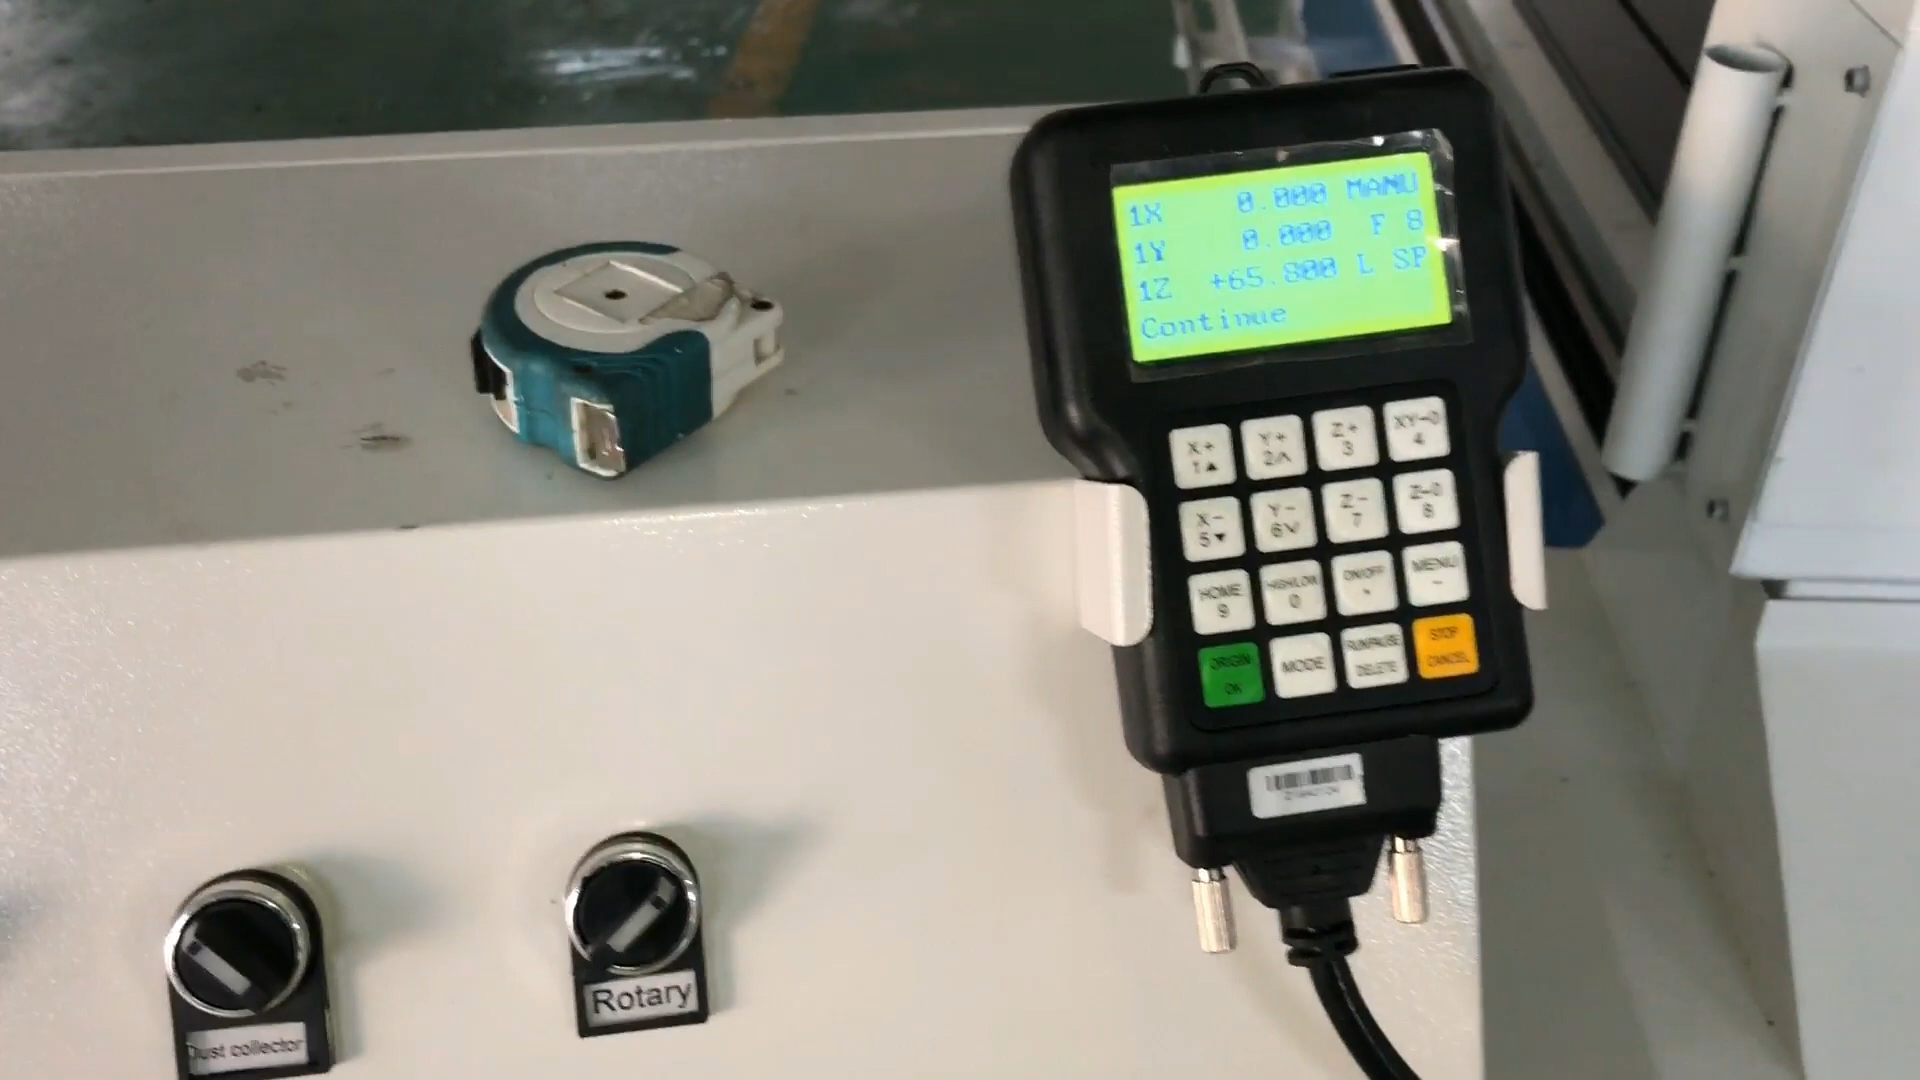 1X 0.000 MANU
1Y 0.000 F 8
1Z +65.800 L SP
Continue
X+ Y+ Z+ XY-0
1▲ 2∧ 3 4
X- Y- Z- Z-0
5▼ 6∨ 7 8
HOME HIGH/LOW ON/OFF MENU
9 0 • -
ORIGIN MODE RUN/PAUSE STOP
OK DELETE CANCEL
Rotary
Dust collector